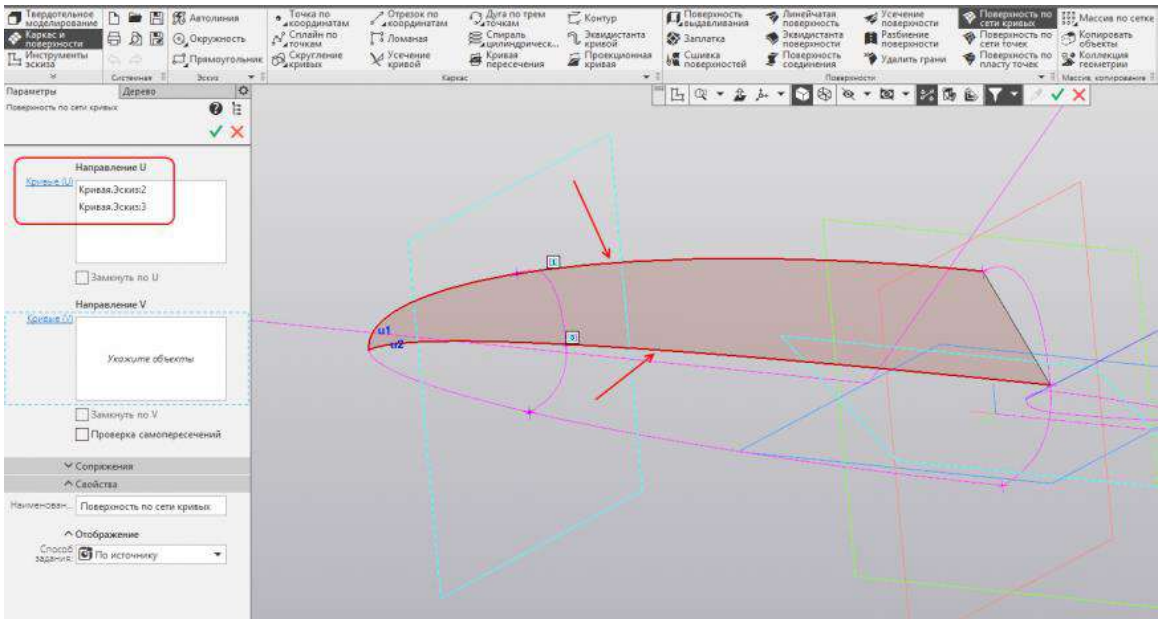 Твердотельное моделирование
Каркас и поверхности
Инструменты эскиза
Системная
Автолиния
Окружность
Прямоугольник
Эскиз
Точка по координатам
Сплайн по точкам
Скругление кривых
Отрезок по координатам
Ломаная
Усечение кривой
Дуга по трем точкам
Спираль цилиндрическ...
Кривая пересечения
Контур
Эквидистанта кривой
Проекционная кривая
Каркас
Поверхность выдавливания
Заплатка
Сшивка поверхностей
Линейчатая поверхность
Эквидистанта поверхности
Поверхность соединения
Усечение поверхности
Разбиение поверхности
Удалить грани
Поверхность по сети кривых
Поверхность по сети точек
Поверхность по пласту точек
Поверхности
Массив по сетке
Копировать объекты
Коллекция геометрии
Массив, копирование
Параметры
Дерево
Поверхность по сети кривых
Направление U
Кривые (U)
Кривая.Эскиз:2
Кривая.Эскиз:3
Замкнуть по U
Направление V
Кривые (V)
Укажите объекты
Замкнуть по V
Проверка самопересечений
Сопряжения
Свойства
Наименован... Поверхность по сети кривых
Отображение
Способ задания: По источнику
u1
u2